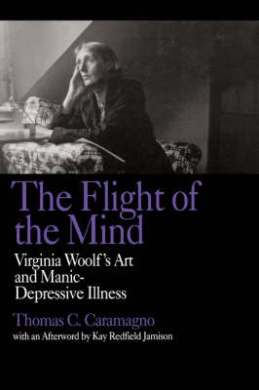 The Flight of
the Mind
Virginia Woolf's Art
and Manic-
Depressive Illness
Thomas C. Caramagno
with an Afterword by Kay Redfield Jamison